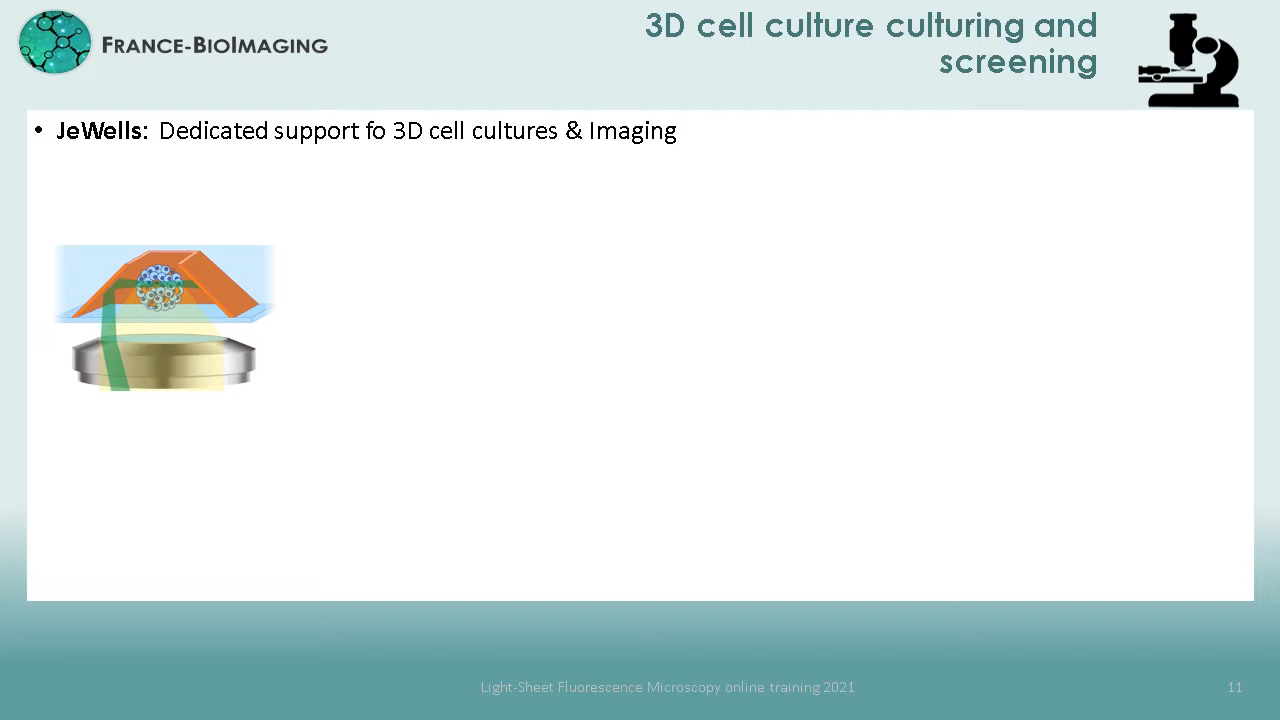 FRANCE-BIOIMAGING
3D cell culture culturing and
screening
• JeWells: Dedicated support fo 3D cell cultures & Imaging
Light-Sheet Fluorescence Microscopy online training 2021
11